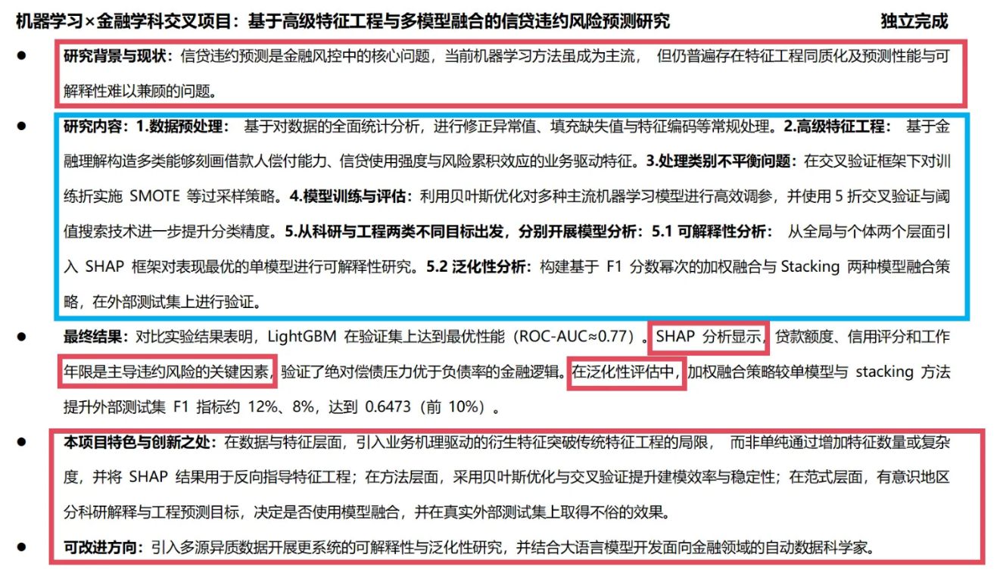 机器学习×金融学科交叉项目：基于高级特征工程与多模型融合的信贷违约风险预测研究 独立完成
● 研究背景与现状：信贷违约预测是金融风控中的核心问题，当前机器学习方法虽成为主流， 但仍普遍存在特征工程同质化及预测性能与可
解释性难以兼顾的问题。
● 研究内容：1.数据预处理： 基于对数据的全面统计分析，进行修正异常值、填充缺失值与特征编码等常规处理。2.高级特征工程： 基于金
融理解构造多类能够刻画借款人偿付能力、信贷使用强度与风险累积效应的业务驱动特征。3.处理类别不平衡问题：在交叉验证框架下对训
练折实施 SMOTE 等过采样策略。4.模型训练与评估：利用贝叶斯优化对多种主流机器学习模型进行高效调参，并使用 5 折交叉验证与阈
值搜索技术进一步提升分类精度。5.从科研与工程两类不同目标出发，分别开展模型分析：5.1 可解释性分析： 从全局与个体两个层面引
入 SHAP 框架对表现最优的单模型进行可解释性研究。5.2 泛化性分析：构建基于 F1 分数幂次的加权融合与 Stacking 两种模型融合策
略，在外部测试集上进行验证。
● 最终结果：对比实验结果表明，LightGBM 在验证集上达到最优性能（ROC-AUC≈0.77）。SHAP 分析显示，贷款额度、信用评分和工作
年限是主导违约风险的关键因素，验证了绝对偿债压力优于负债率的金融逻辑。在泛化性评估中，加权融合策略较单模型与 stacking 方法
提升外部测试集 F1 指标约 12%、8%，达到 0.6473（前 10%）。
● 本项目特色与创新之处：在数据与特征层面，引入业务机理驱动的衍生特征突破传统特征工程的局限， 而非单纯通过增加特征数量或复杂
度，并将 SHAP 结果用于反向指导特征工程；在方法层面，采用贝叶斯优化与交叉验证提升建模效率与稳定性；在范式层面，有意识地区
分科研解释与工程预测目标，决定是否使用模型融合，并在真实外部测试集上取得不俗的效果。
● 可改进方向：引入多源异质数据开展更系统的可解释性与泛化性研究，并结合大语言模型开发面向金融领域的自动数据科学家。